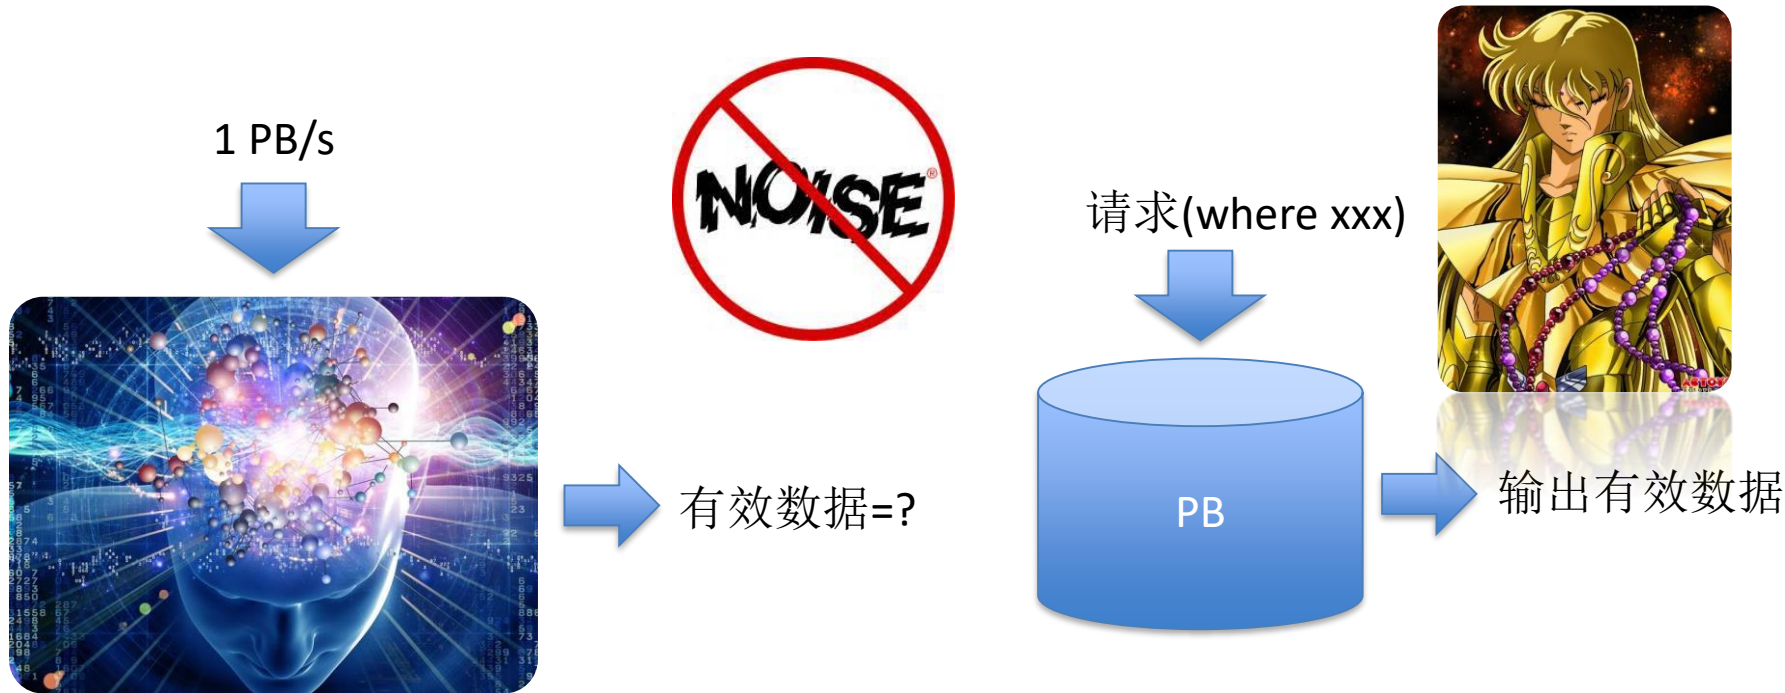 1 PB/s
NOISE®
请求(where xxx)
有效数据=?
PB
输出有效数据